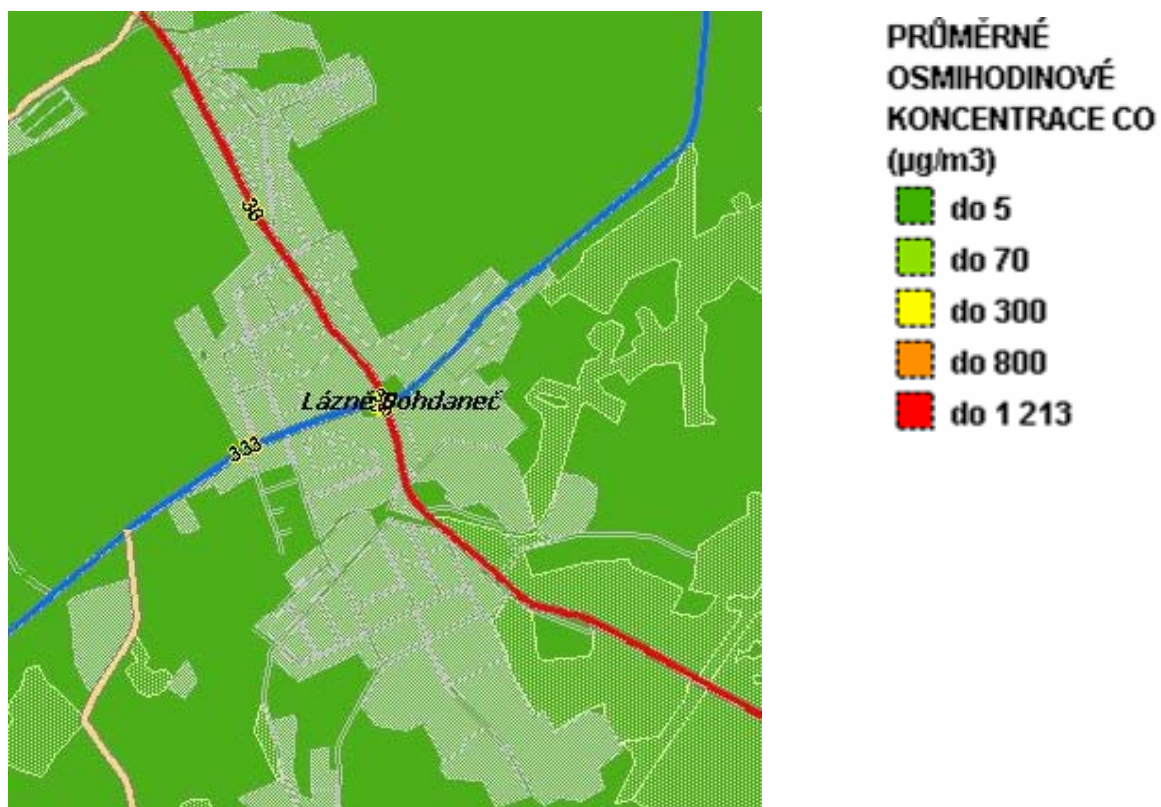 PRŮMĚRNÉ
OSMIHODINOVÉ
KONCENTRACE CO
(µg/m3)
do 5
do 70
do 300
do 800
do 1 213
Lázně Bohdaneč
333